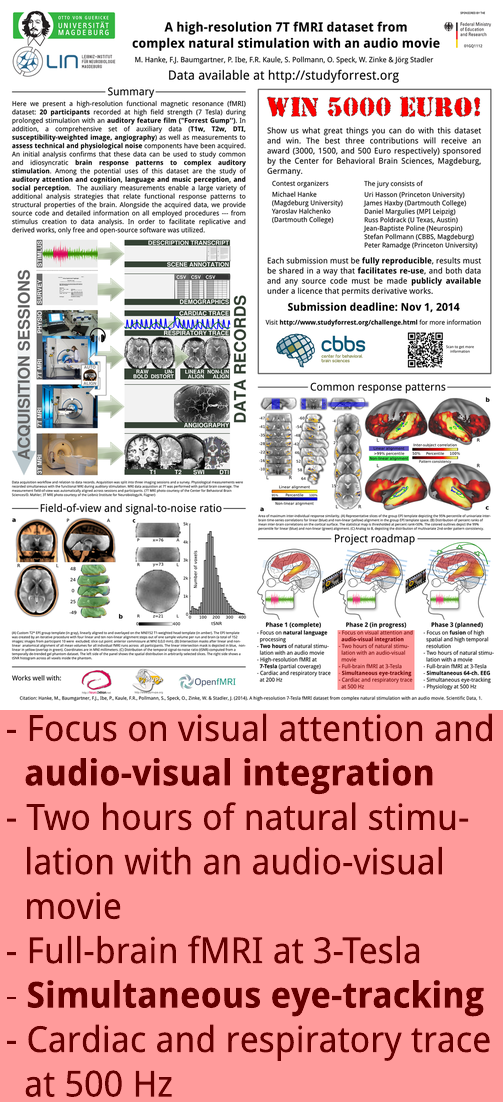 OTTO VON GUERICKE
UNIVERSITÄT
MAGDEBURG
LIN
LEIBNIZ-INSTITUT
FÜR NEUROBIOLOGIE
MAGDEBURG
A high-resolution 7T fMRI dataset from
complex natural stimulation with an audio movie
M. Hanke, F.J. Baumgartner, P. Ibe, F.R. Kaule, S. Pollmann, O. Speck, W. Zinke & Jörg Stadler
Data available at http://studyforrest.org
SPONSORED BY THE
Federal Ministry
of Education
and Research
Summary
Here we present a high-resolution functional magnetic resonance (fMRI)
dataset: 20 participants recorded at high field strength (7 Tesla) during
prolonged stimulation with an auditory feature film ("Forrest Gump"). In
addition, a comprehensive set of auxiliary data (T1w, T2w, DTI,
susceptibility-weighted image, angiography) as well as measurements to
assess technical and physiological noise components have been acquired.
An initial analysis confirms that these data can be used to study common
and idiosyncratic brain response patterns to complex auditory
stimulation. Among the potential uses of this dataset are the study of
auditory attention and cognition, language and music perception, and
social perception. The auxiliary measurements enable a large variety of
additional analysis strategies that relate functional response patterns to
structural properties of the brain. Alongside the acquired data, we provide
source code and detailed information on all employed procedures --- from
stimulus creation to data analysis. In order to facilitate replicative and
derived works, only free and open-source software was utilized.
WIN 5000 EURO!
Show us what great things you can do with this dataset
and win. The best three contributions will receive an
award (3000, 1500, and 500 Euro respectively) sponsored
by the Center for Behavioral Brain Sciences, Magdeburg,
Germany.
Contest organizers
Michael Hanke
(Magdeburg University)
Yaroslav Halchenko
(Dartmouth College)
The jury consists of
Uri Hasson (Princeton University)
James Haxby (Dartmouth College)
Daniel Margulies (MPI Leipzig)
Russ Poldrack (U Texas, Austin)
Jean-Baptiste Poline (Neurospin)
Stefan Pollmann (CBBS, Magdeburg)
Peter Ramadge (Princeton University)
Each submission must be fully reproducible, results must
be shared in a way that facilitates re-use, and both data
and any source code must be made publicly available
under a licence that permits derivative works.
Submission deadline: Nov 1, 2014
Visit http://www.studyforrest.org/challenge.html for more information
cbbs
center for behavioral
brain sciences
Scan to get more
information
ACQUISITION SESSIONS
STIMULUS
SURVEY
PHYSIO
7T MRI
3T MRI
AUTO
ALIGN
DATA RECORDS
DESCRIPTION TRANSCRIPT
SCENE ANNOTATION
CSV CSV CSV
DEMOGRAPHICS
CARDIAC TRACE
RESPIRATORY TRACE
RAW UN- LINEAR NON-LIN
BOLD DISTORT ALIGN ALIGN
ANGIOGRAPHY
T1 T2 SWI DTI
Common response patterns
Field-of-view and signal-to-noise ratio
Number of voxels
tSNR
Project roadmap
Phase 1 (complete)
- Focus on natural language
processing
- Two hours of natural stimu-
lation with an audio movie
- High-resolution fMRI at
7-Tesla (partial coverage)
- Cardiac and respiratory trace
at 200 Hz
Phase 2 (in progress)
- Focus on visual attention and
audio-visual integration
- Two hours of natural stimu-
lation with an audio-visual
movie
- Full-brain fMRI at 3-Tesla
- Simultaneous eye-tracking
- Cardiac and respiratory trace
at 500 Hz
Phase 3 (planned)
- Focus on fusion of high
spatial and high temporal
resolution
- Two hours of natural stimu-
lation with a movie
- Full-brain fMRI at 3-Tesla
- Simultaneous 64-ch. EEG
- Simultaneous eye-tracking
- Physiology at 500 Hz
Works well with:
OpenfMRI
Citation: Hanke, M., Baumgartner, F.J., Ibe, P., Kaule, F.R., Pollmann, S., Speck, O., Zinke, W. & Stadler, J. (2014). A high-resolution 7-Tesla fMRI dataset from complex natural stimulation with an audio movie. Scientific Data, 1.
- Focus on visual attention and
audio-visual integration
- Two hours of natural stimu-
lation with an audio-visual
movie
- Full-brain fMRI at 3-Tesla
- Simultaneous eye-tracking
- Cardiac and respiratory trace
at 500 Hz